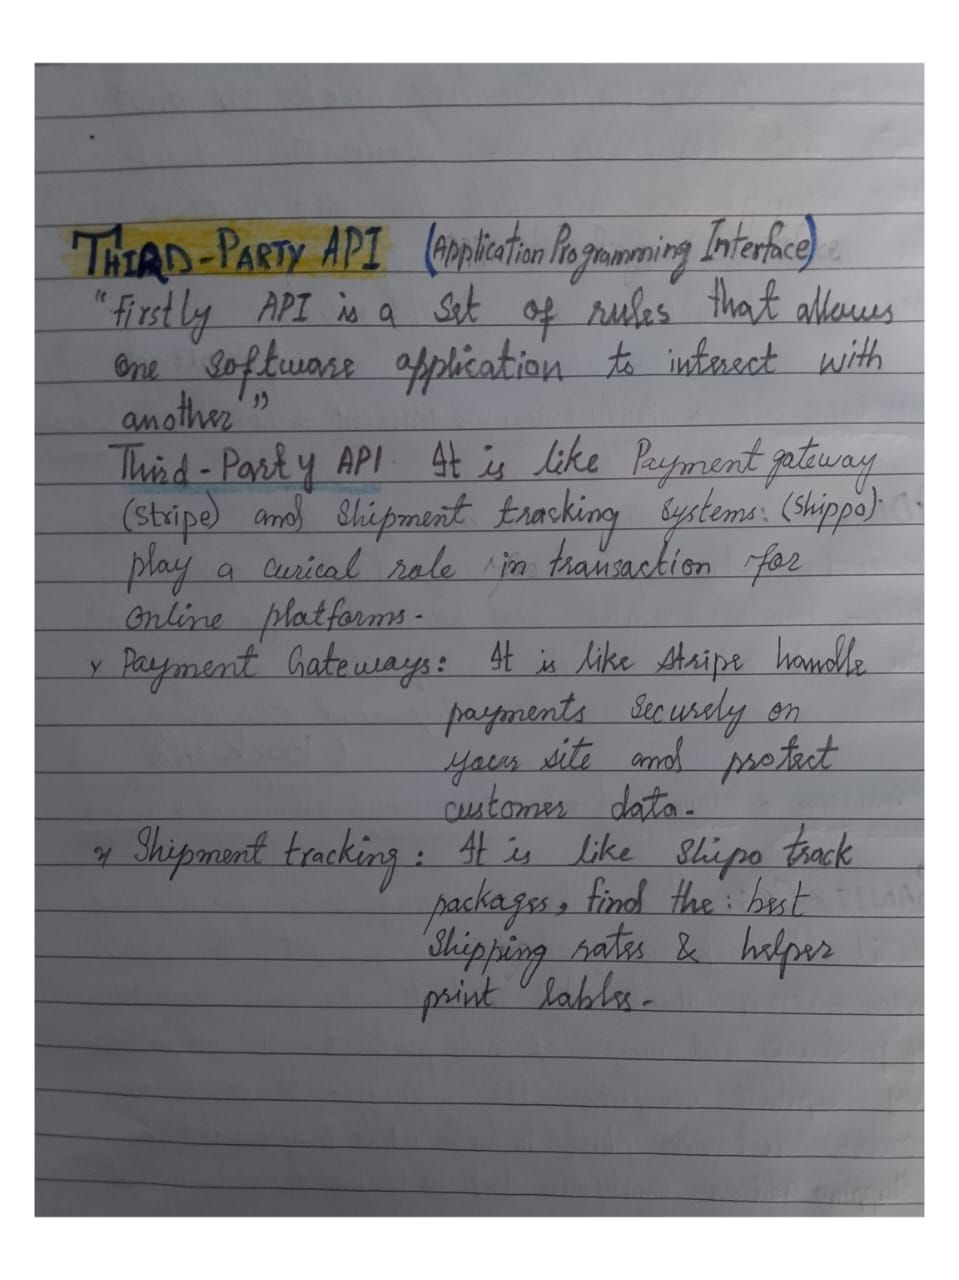 THIRD-PARTY API (Application Programming Interface)
"firstly API is a set of rules that allows
one software application to interect with
another"
Third-Party API It is like Payment gateway
(stripe) and Shipment tracking systems: (shippo).
play a curical role in transaction for
online platforms.
Payment Gateways: It is like stripe handle
payments securely on
your site and protect
customer data.
Shipment tracking: It is like Shipo track
packages, find the: best
Shipping rates & helper
print lables.